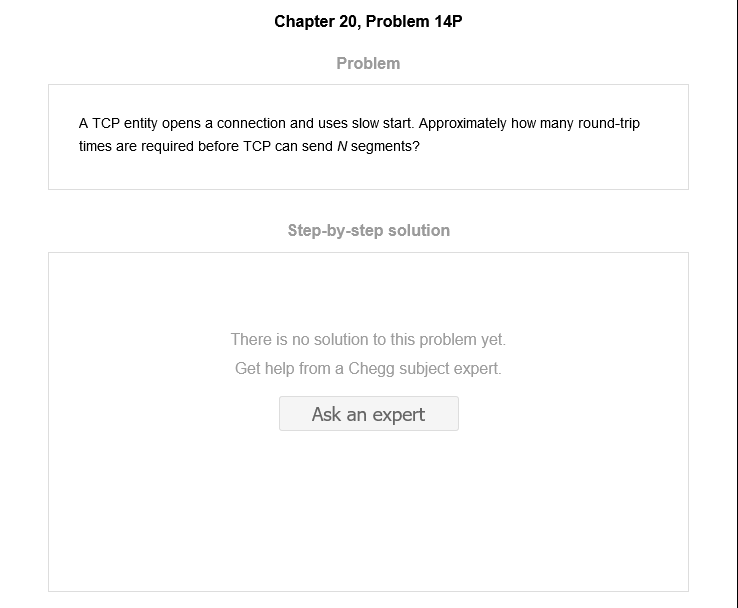 Chapter 20, Problem 14P
Problem
A TCP entity opens a connection and uses slow start. Approximately how many round-trip
times are required before TCP can send N segments?
Step-by-step solution
There is no solution to this problem yet.
Get help from a Chegg subject expert.
Ask an expert